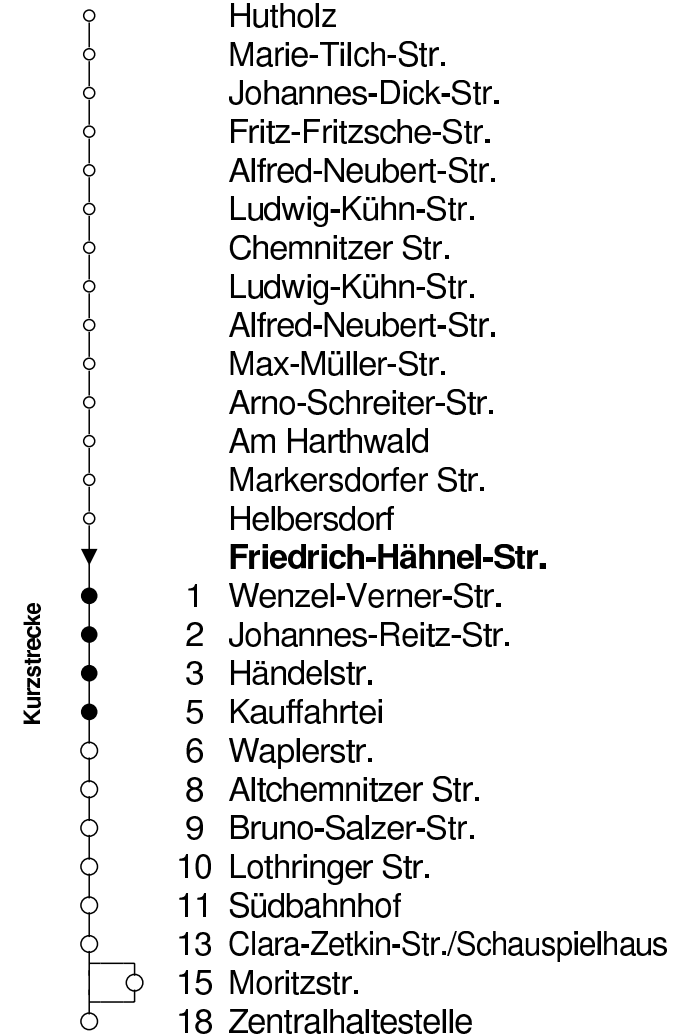 Hutholz
Marie-Tilch-Str.
Johannes-Dick-Str.
Fritz-Fritzsche-Str.
Alfred-Neubert-Str.
Ludwig-Kühn-Str.
Chemnitzer Str.
Ludwig-Kühn-Str.
Alfred-Neubert-Str.
Max-Müller-Str.
Arno-Schreiter-Str.
Am Harthwald
Markersdorfer Str.
Helbersdorf
Friedrich-Hähnel-Str.
Kurzstrecke
1 Wenzel-Verner-Str.
2 Johannes-Reitz-Str.
3 Händelstr.
5 Kauffahrtei
6 Waplerstr.
8 Altchemnitzer Str.
9 Bruno-Salzer-Str.
10 Lothringer Str.
11 Südbahnhof
13 Clara-Zetkin-Str./Schauspielhaus
15 Moritzstr.
18 Zentralhaltestelle